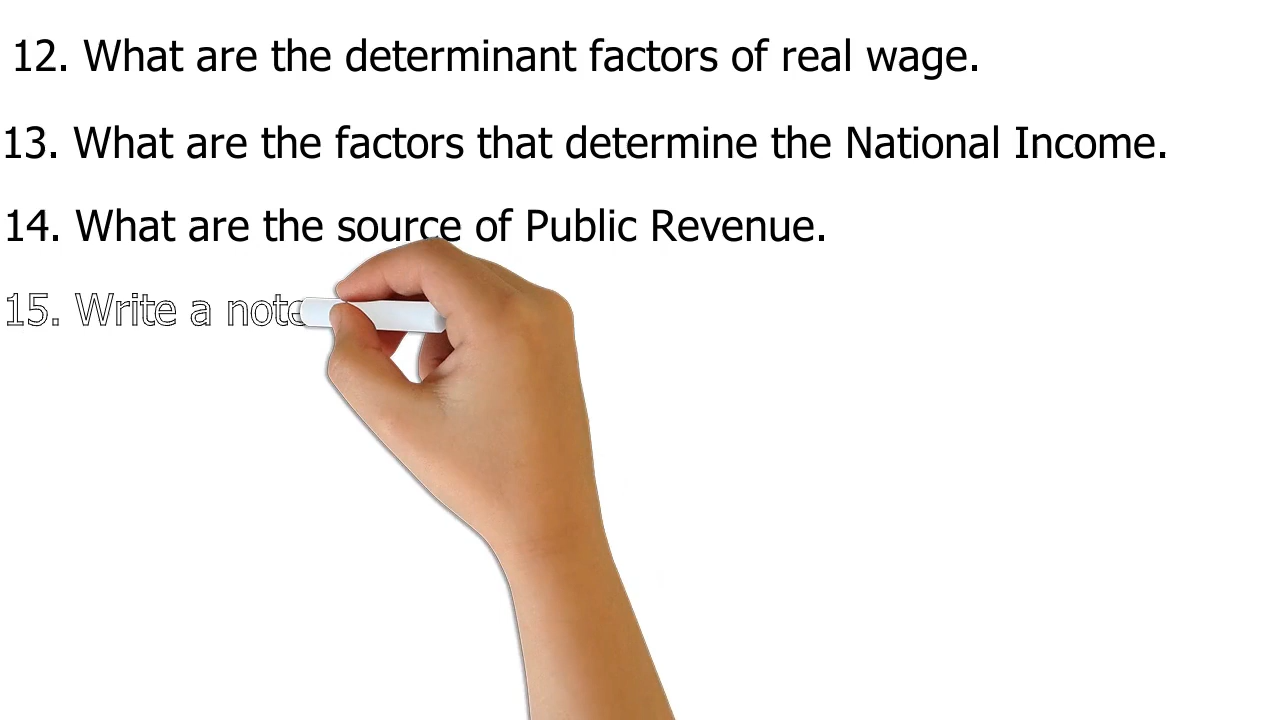 12. What are the determinant factors of real wage.
13. What are the factors that determine the National Income.
14. What are the source of Public Revenue.
15. Write a note